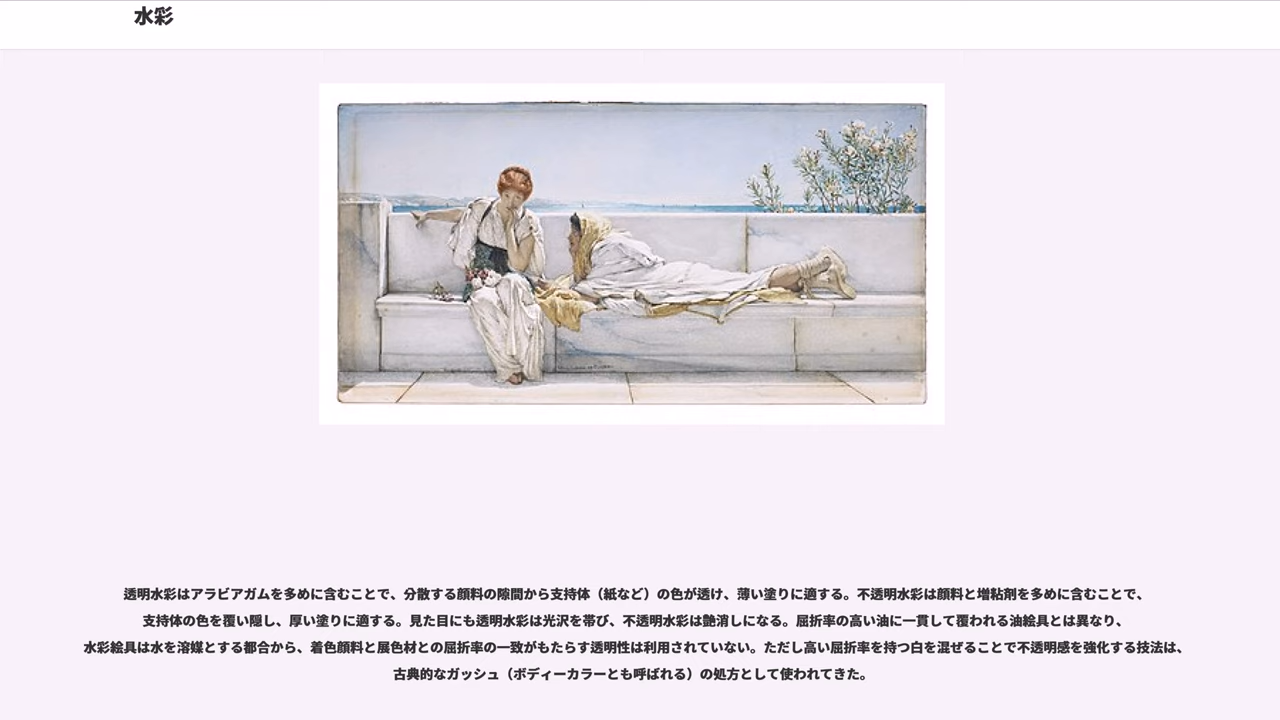 水彩
透明水彩はアラビアガムを多めに含むことで、分散する顔料の隙間から支持体（紙など）の色が透け、薄い塗りに適する。不透明水彩は顔料と増粘剤を多めに含むことで、
支持体の色を覆い隠し、厚い塗りに適する。見た目にも透明水彩は光沢を帯び、不透明水彩は艶消しになる。屈折率の高い油に一貫して覆われる油絵具とは異なり、
水彩絵具は水を溶媒とする都合から、着色顔料と展色材との屈折率の一致がもたらす透明性は利用されていない。ただし高い屈折率を持つ白を混ぜることで不透明感を強化する技法は、
古典的なガッシュ（ボディーカラーとも呼ばれる）の処方として使われてきた。